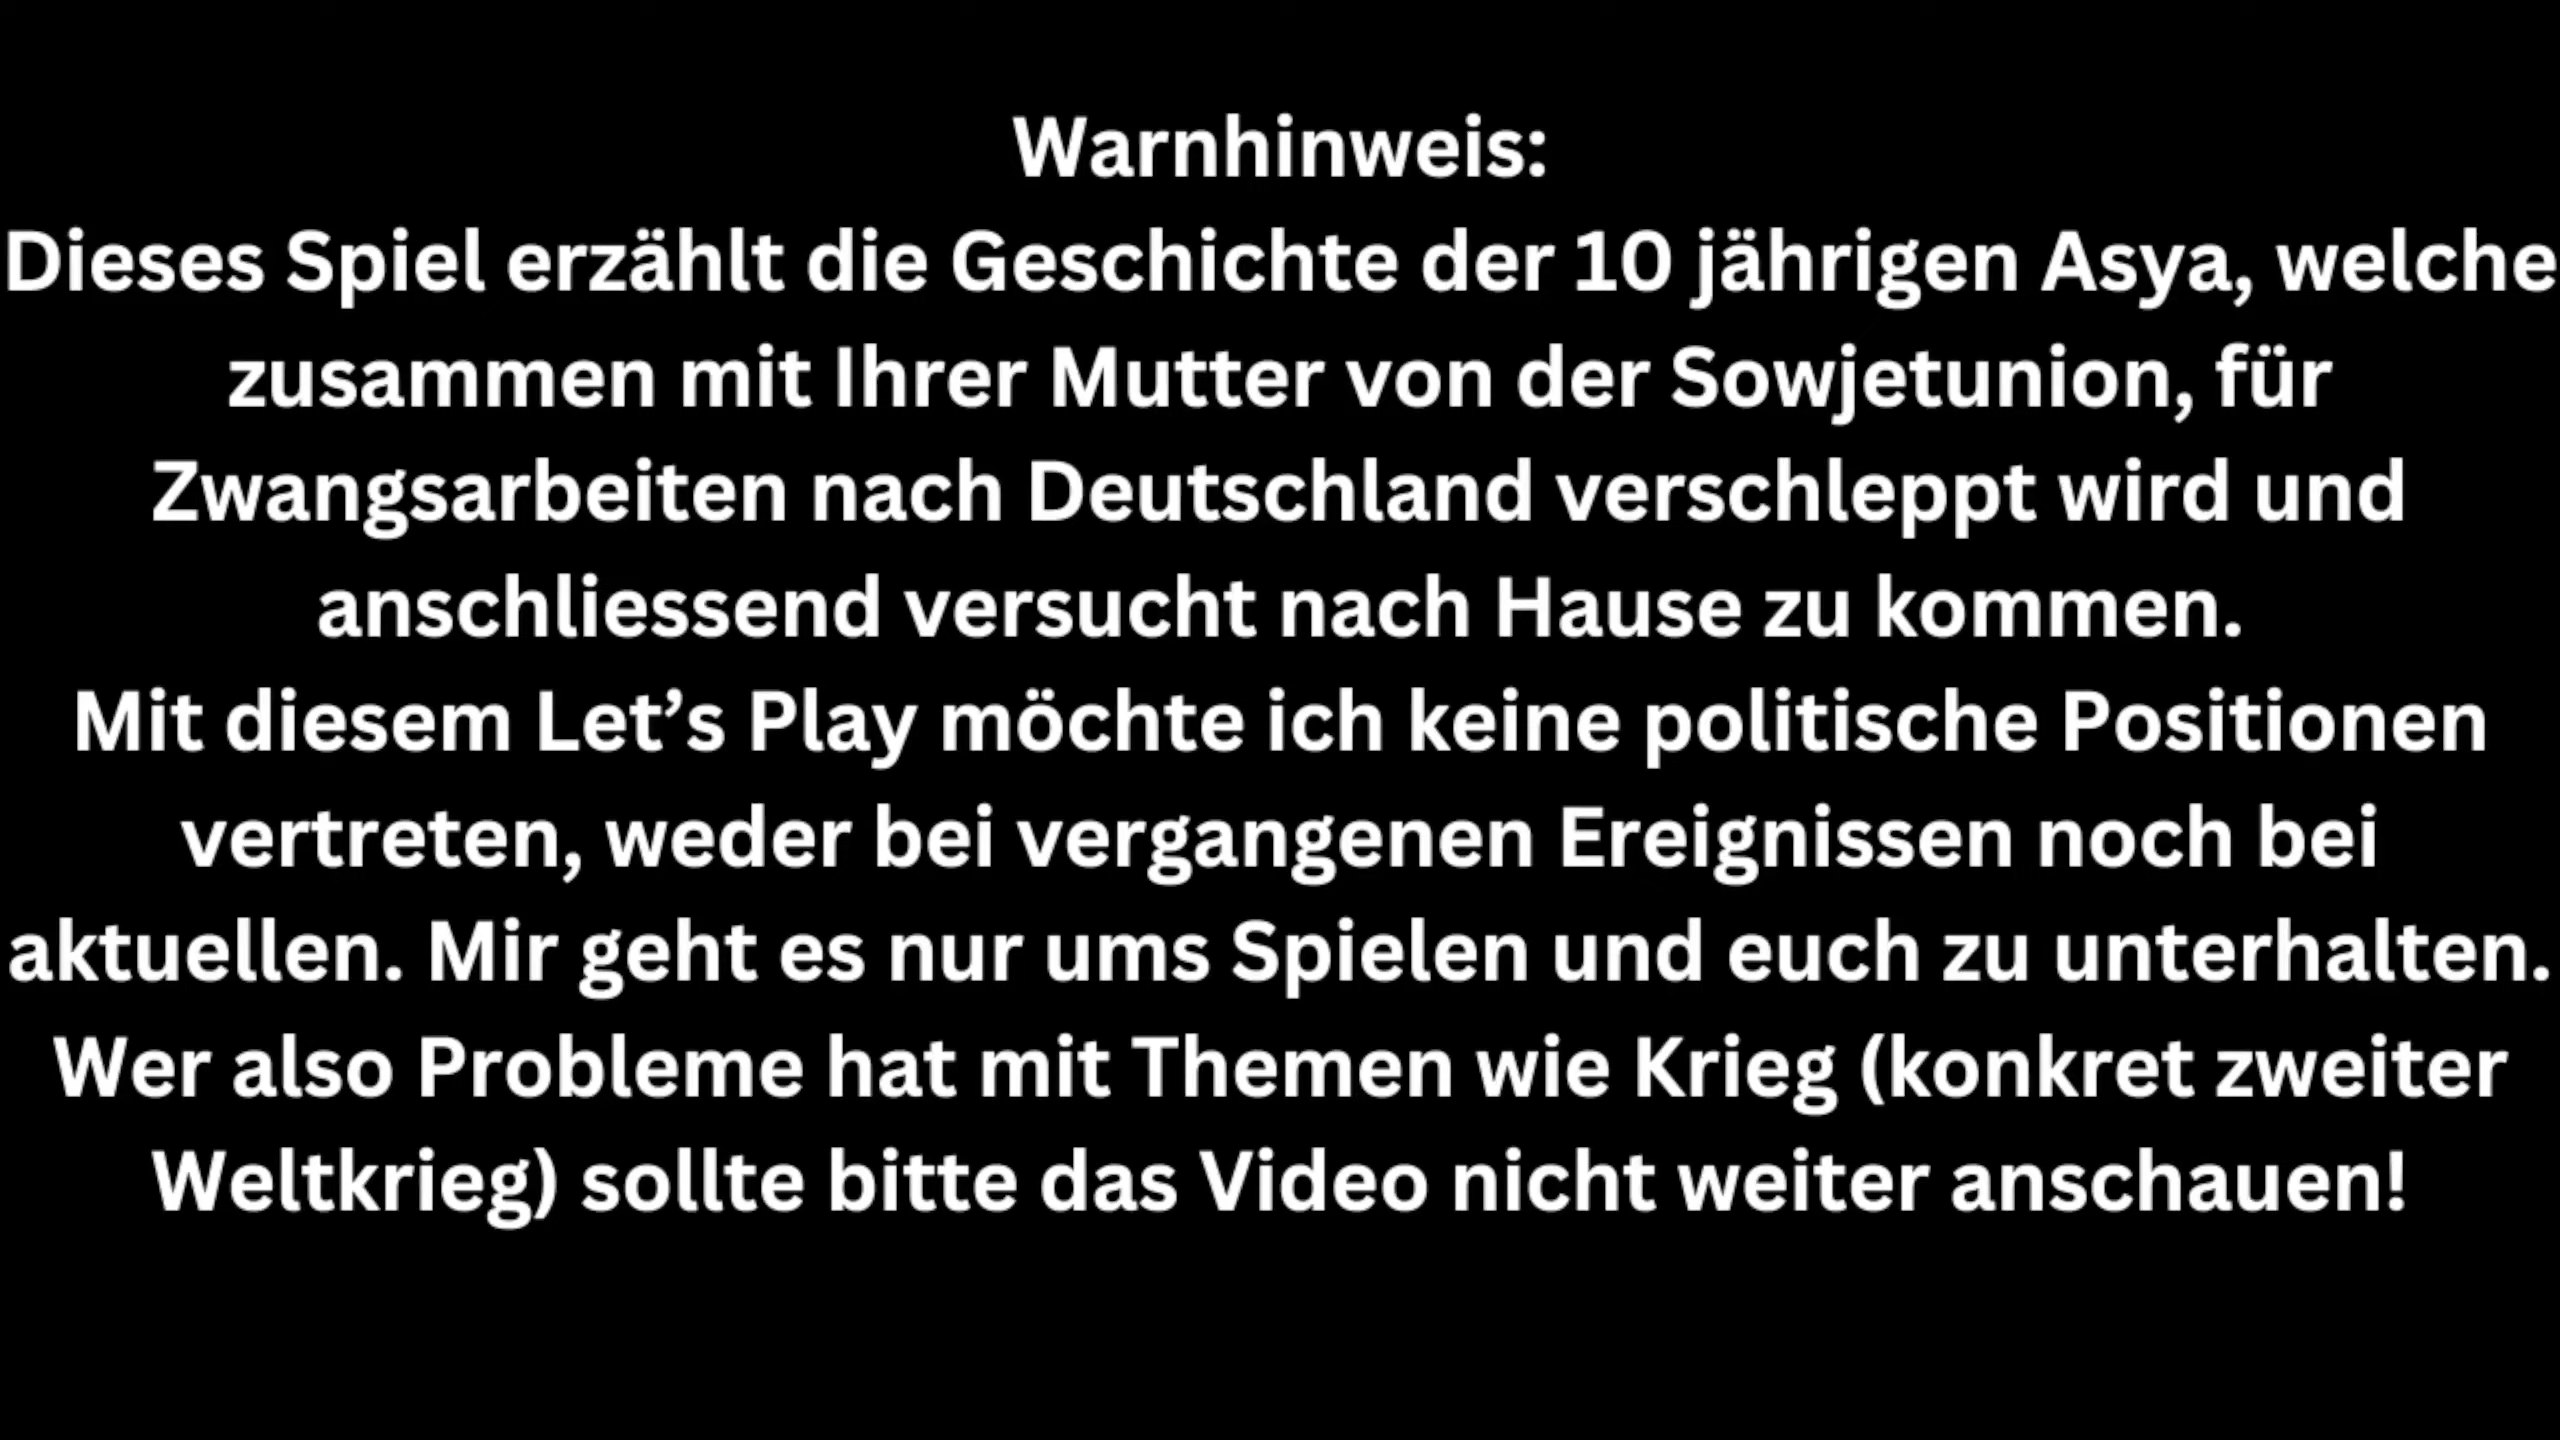 Warnhinweis:
Dieses Spiel erzählt die Geschichte der 10 jährigen Asya, welche
zusammen mit Ihrer Mutter von der Sowjetunion, für
Zwangsarbeiten nach Deutschland verschleppt wird und
anschliessend versucht nach Hause zu kommen.
Mit diesem Let’s Play möchte ich keine politische Positionen
vertreten, weder bei vergangenen Ereignissen noch bei
aktuellen. Mir geht es nur ums Spielen und euch zu unterhalten.
Wer also Probleme hat mit Themen wie Krieg (konkret zweiter
Weltkrieg) sollte bitte das Video nicht weiter anschauen!